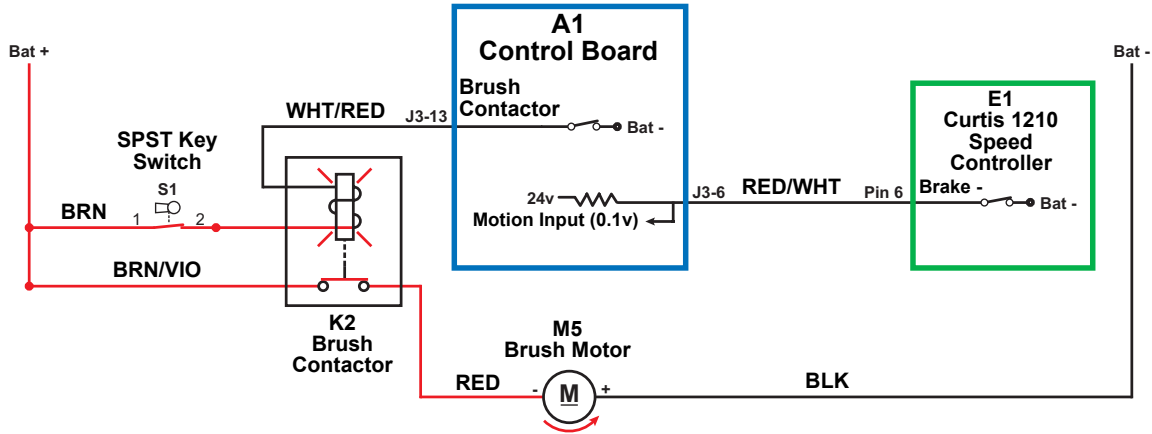 Bat +
A1
Control Board
Bat -
Brush
Contactor
Bat -
WHT/RED
J3-13
E1
Curtis 1210
Speed
Controller
SPST Key
Switch
S1
BRN
1
2
24v
Motion Input (0.1v)
J3-6
RED/WHT
Pin 6
Brake -
Bat -
BRN/VIO
K2
Brush
Contactor
M5
Brush Motor
RED
-
M
+
BLK